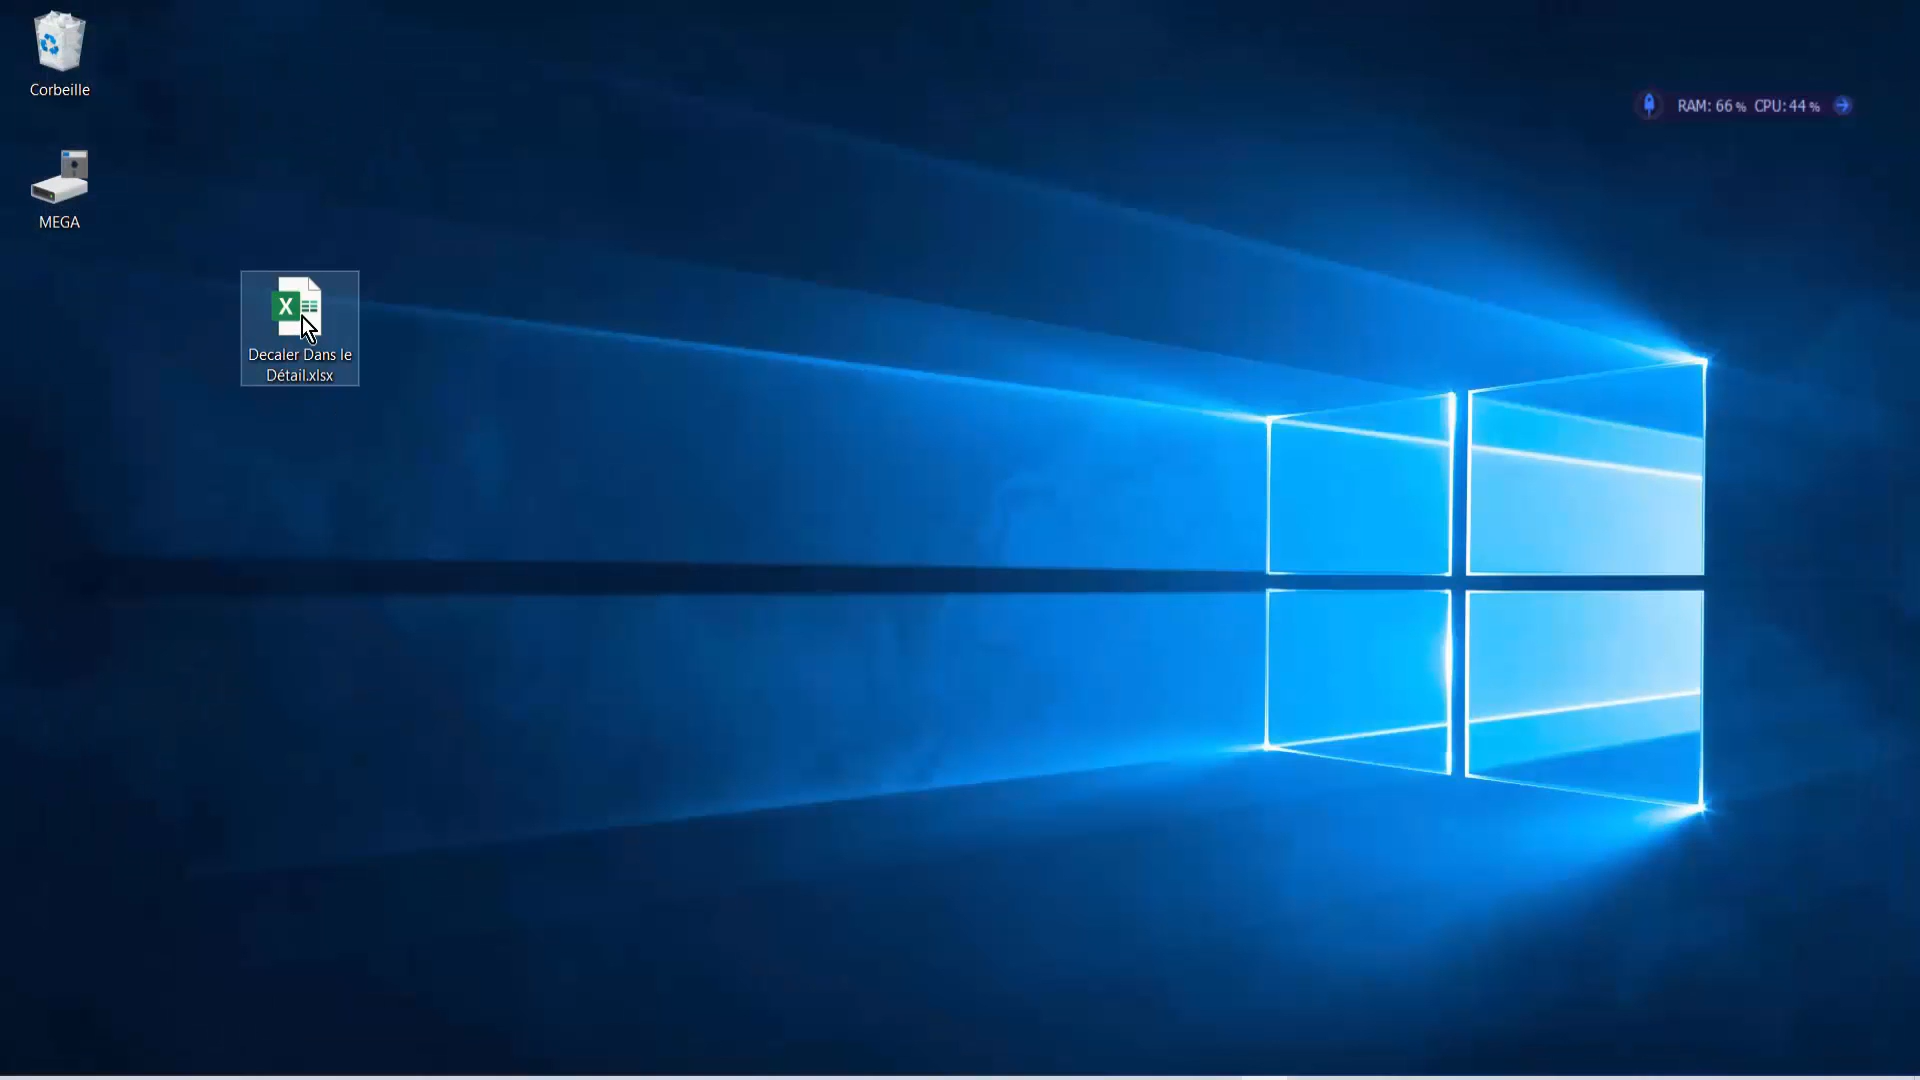 Corbeille
RAM: 66 % CPU: 44 %
MEGA
X
Decaler Dans le
Détail.xlsx